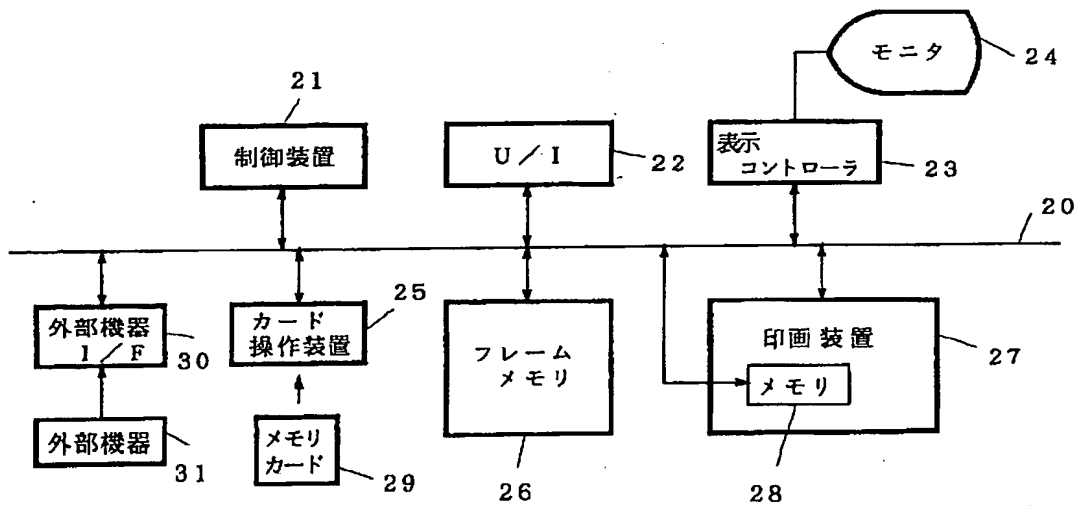 モニタ
24
21
制御装置
U/I
22
表示
コントローラ
23
20
外部機器
I/F
30
カード
操作装置
25
フレーム
メモリ
26
印画装置
メモリ
27
28
外部機器
31
メモリ
カード
29